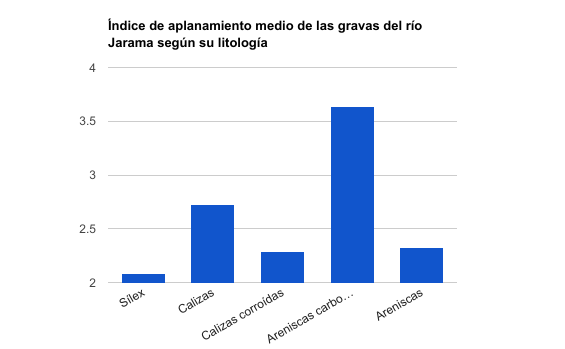 Índice de aplanamiento medio de las gravas del río
Jarama según su litología
4
3.5
3
2.5
2
Sílex
Calizas
Calizas corroídas
Areniscas carbo…
Areniscas